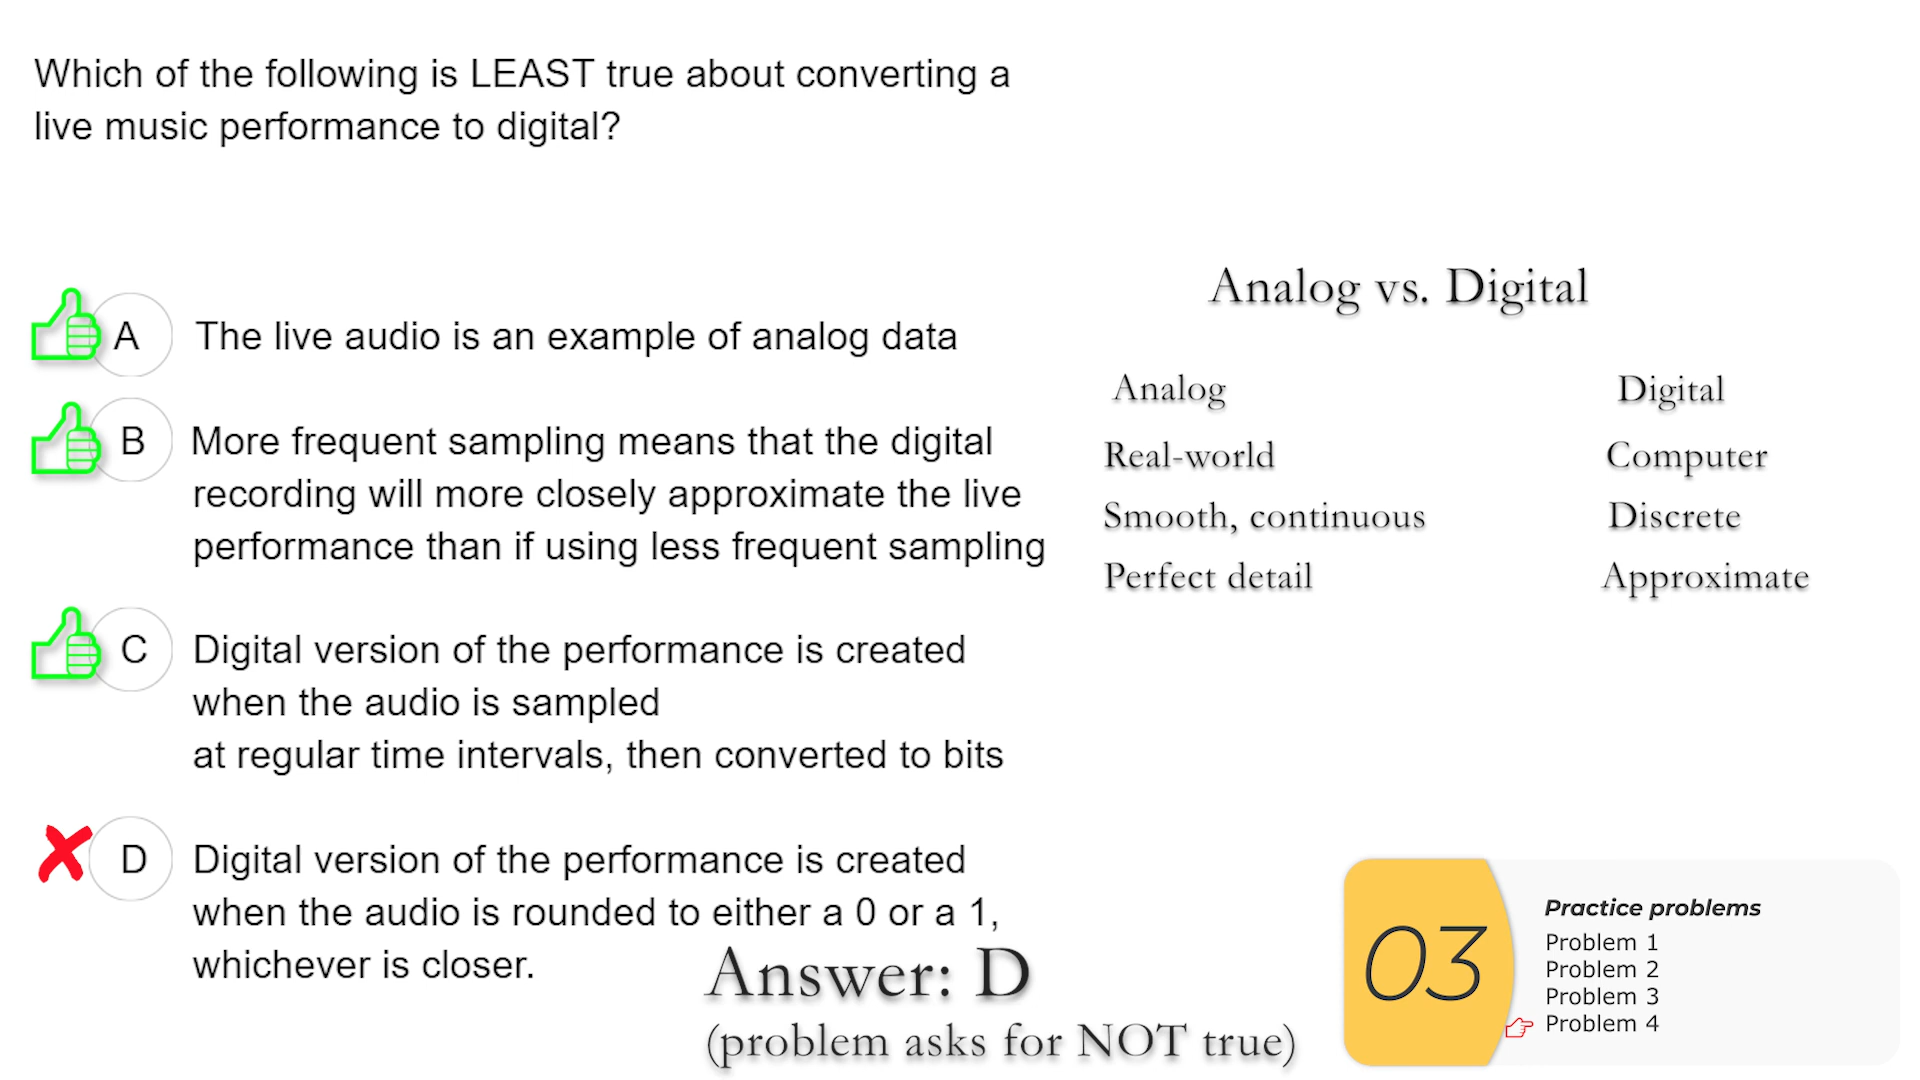 Which of the following is LEAST true about converting a
live music performance to digital?
A The live audio is an example of analog data
B More frequent sampling means that the digital
recording will more closely approximate the live
performance than if using less frequent sampling
C Digital version of the performance is created
when the audio is sampled
at regular time intervals, then converted to bits
D Digital version of the performance is created
when the audio is rounded to either a 0 or a 1,
whichever is closer.
Answer: D
(problem asks for NOT true)
Analog vs. Digital
Analog Digital
Real-world Computer
Smooth, continuous Discrete
Perfect detail Approximate
03
Practice problems
Problem 1
Problem 2
Problem 3
Problem 4